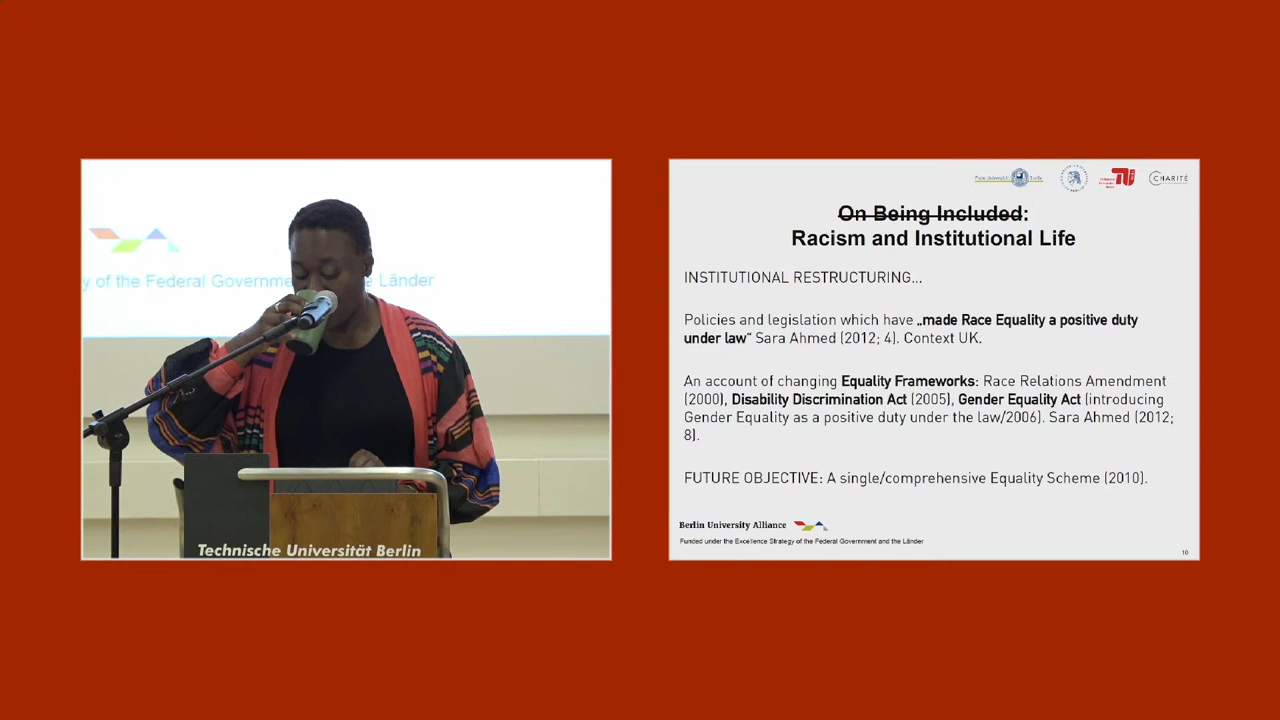 y of the Federal Governme
e Länder
Technische Universität Berlin
CHARITÉ
On Being Included:
Racism and Institutional Life
INSTITUTIONAL RESTRUCTURING...
Policies and legislation which have „made Race Equality a positive duty
under law“ Sara Ahmed (2012; 4). Context UK.
An account of changing Equality Frameworks: Race Relations Amendment
(2000), Disability Discrimination Act (2005), Gender Equality Act (introducing
Gender Equality as a positive duty under the law/2006). Sara Ahmed (2012;
8).
FUTURE OBJECTIVE: A single/comprehensive Equality Scheme (2010).
Berlin University Alliance
Funded under the Excellence Strategy of the Federal Government and the Länder
10